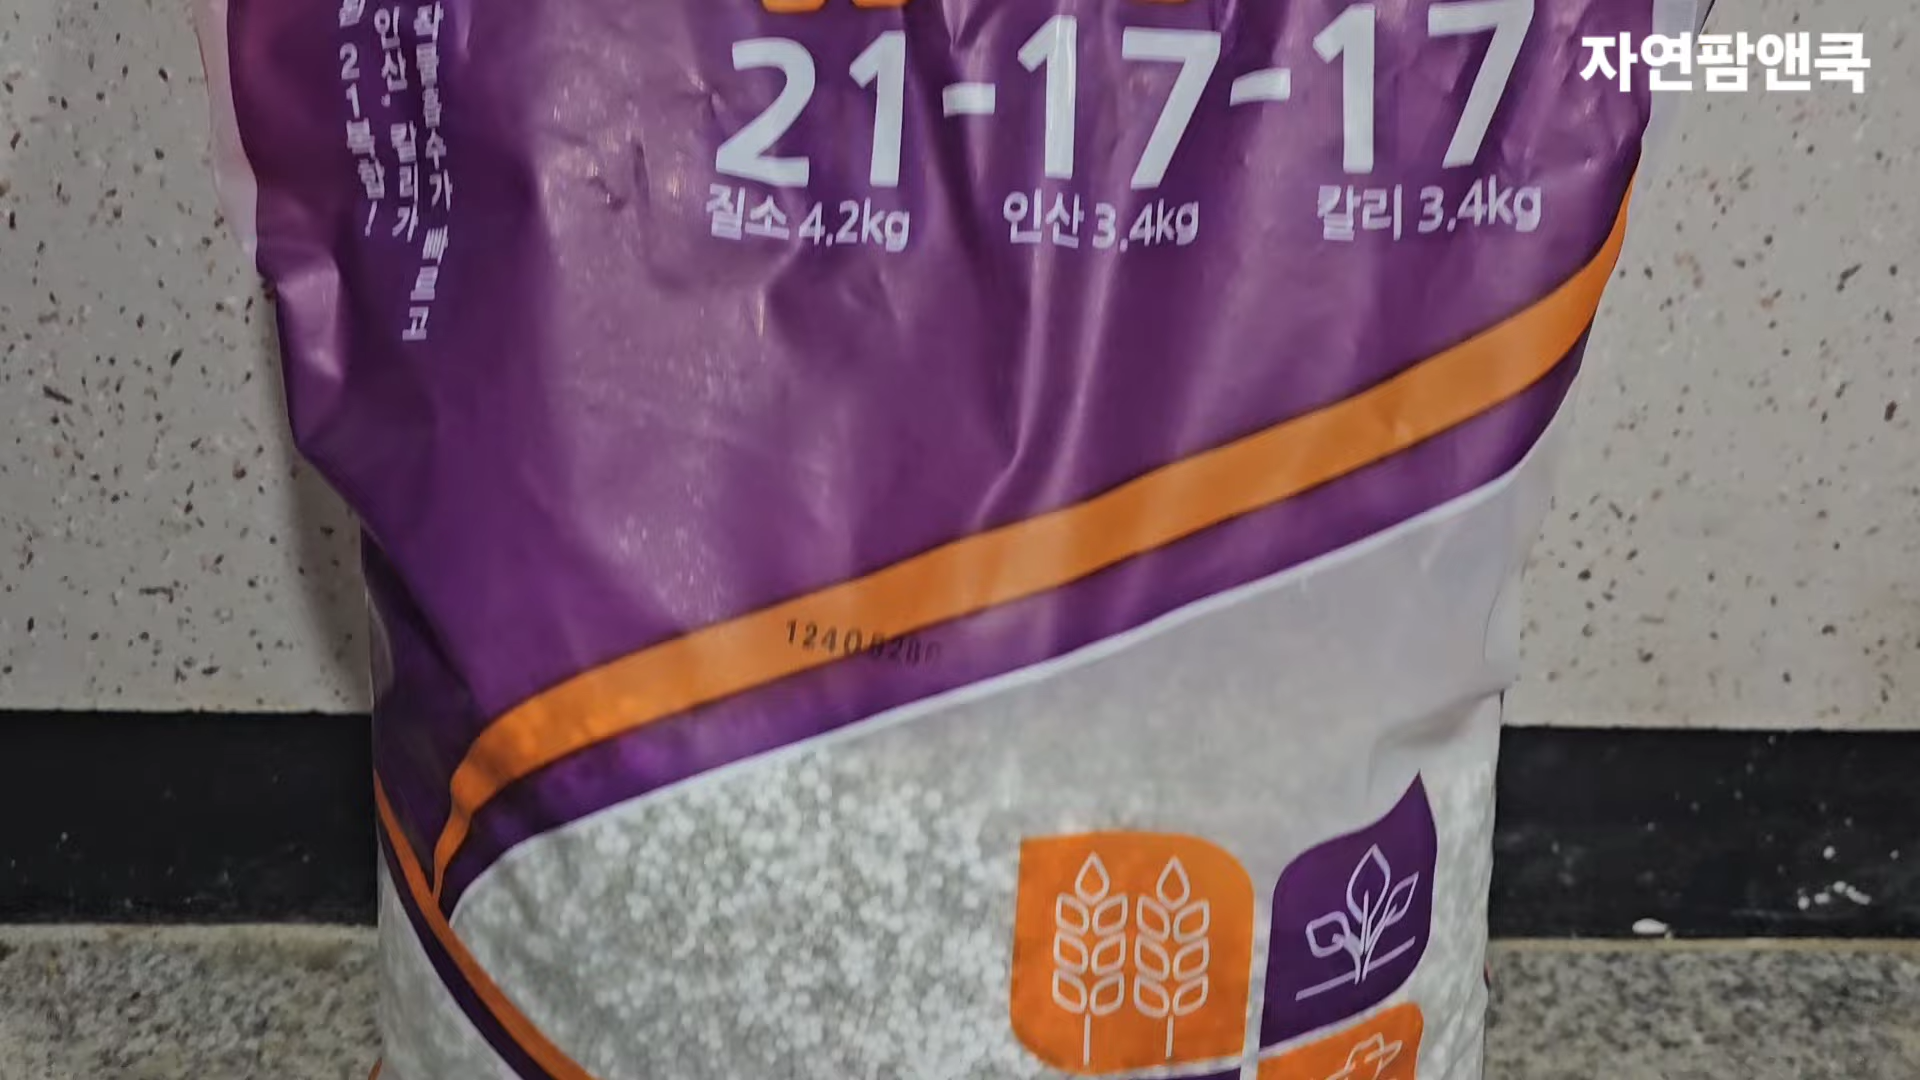 자연팜앤쿡
21-17-17
질소 4.2kg 인산 3.4kg 칼리 3.4kg
작물흡수가 빠르고
인산, 칼리가
21복합!